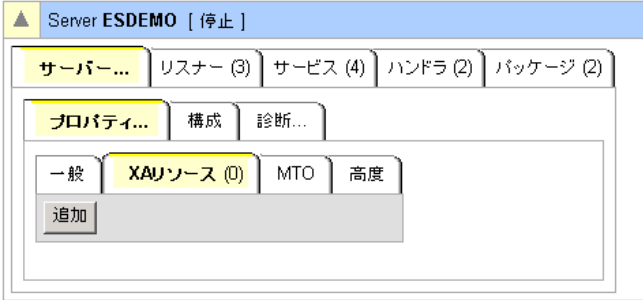 Server ESDEMO [ 停止 ]
サーバー... リスナー (3) サービス (4) ハンドラ (2) パッケージ (2)
プロパティ... 構成 診断...
一般 XAリソース (0) MTO 高度
追加